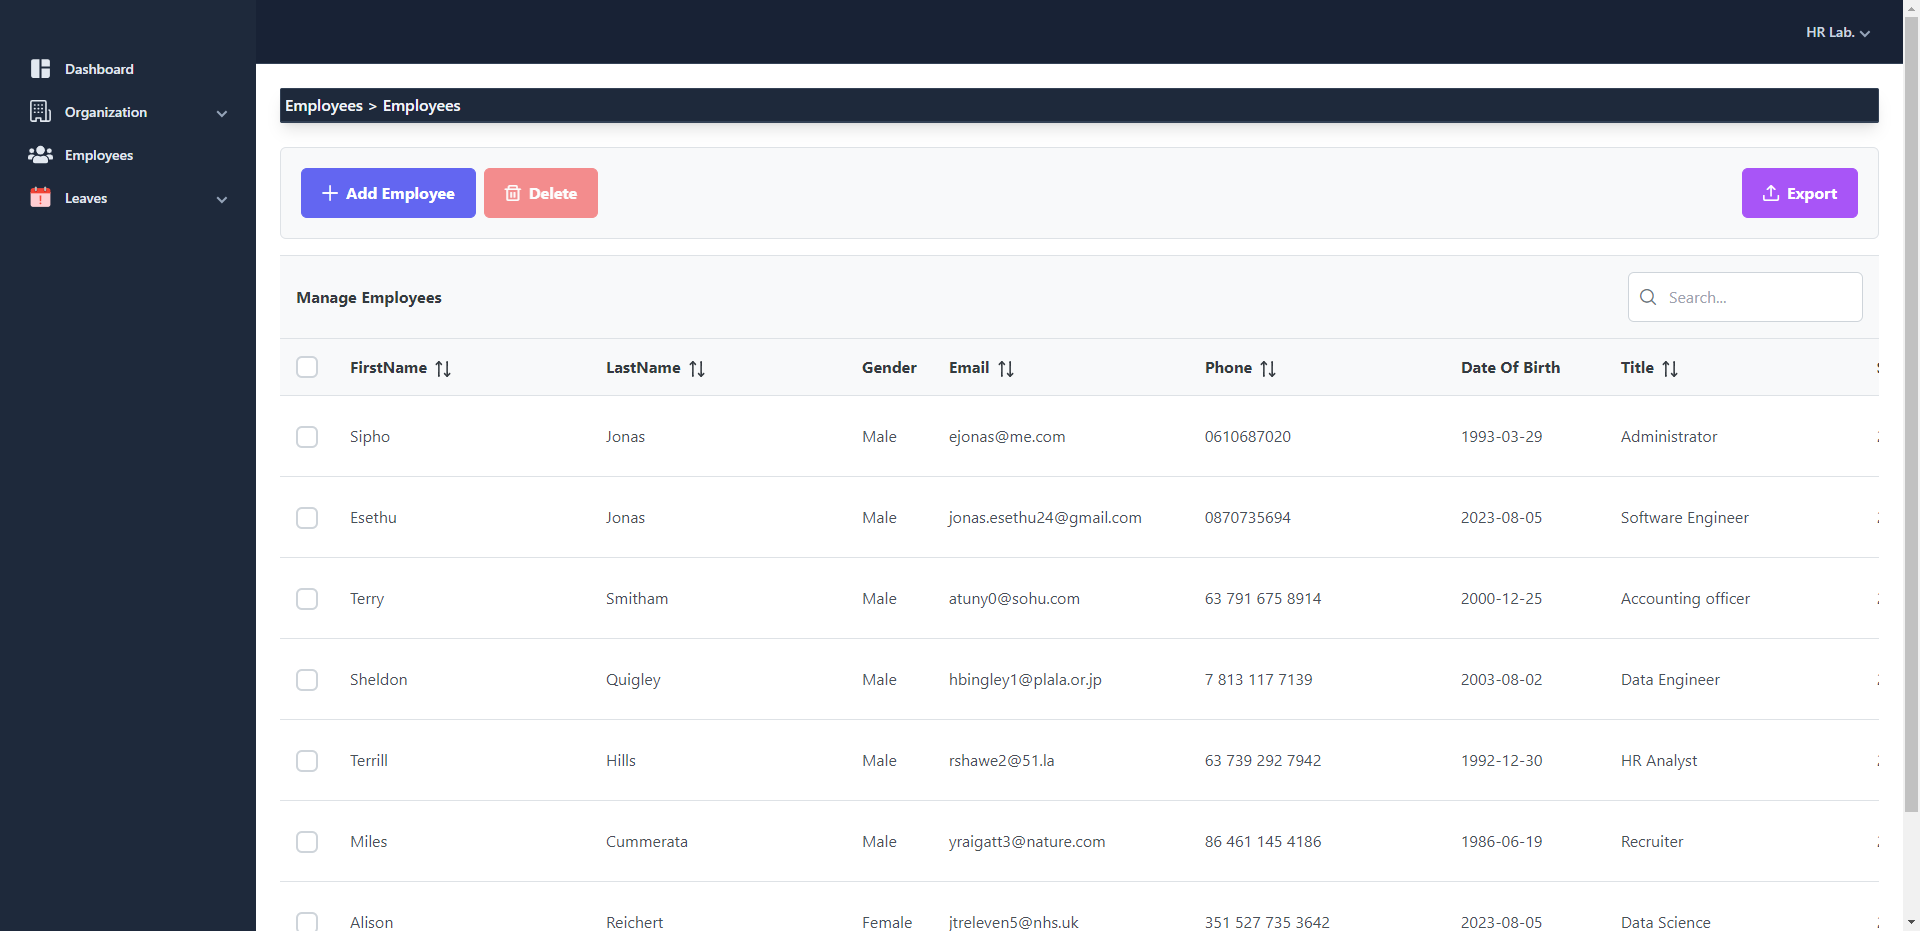 HR Lab.
Dashboard
Organization
Employees
Leaves
Employees > Employees
Add Employee
Delete
Export
Manage Employees
Search...
FirstName LastName Gender Email Phone Date Of Birth Title
Sipho Jonas Male ejonas@me.com 0610687020 1993-03-29 Administrator
Esethu Jonas Male jonas.esethu24@gmail.com 0870735694 2023-08-05 Software Engineer
Terry Smitham Male atuny0@sohu.com 63 791 675 8914 2000-12-25 Accounting officer
Sheldon Quigley Male hbingley1@plala.or.jp 7 813 117 7139 2003-08-02 Data Engineer
Terrill Hills Male rshawe2@51.la 63 739 292 7942 1992-12-30 HR Analyst
Miles Cummerata Male yraigatt3@nature.com 86 461 145 4186 1986-06-19 Recruiter
Alison Reichert Female jtreleven5@nhs.uk 351 527 735 3642 2023-08-05 Data Science